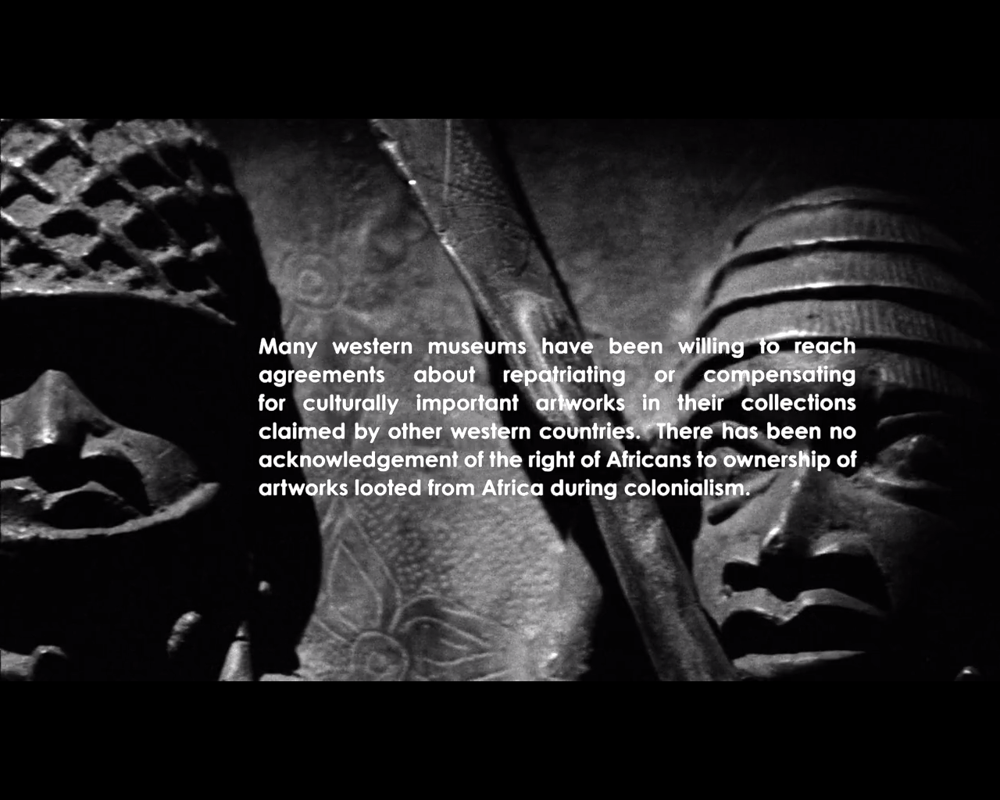 Many western museums have been willing to reach
agreements about repatriating or compensating
for culturally important artworks in their collections
claimed by other western countries. There has been no
acknowledgement of the right of Africans to ownership of
artworks looted from Africa during colonialism.